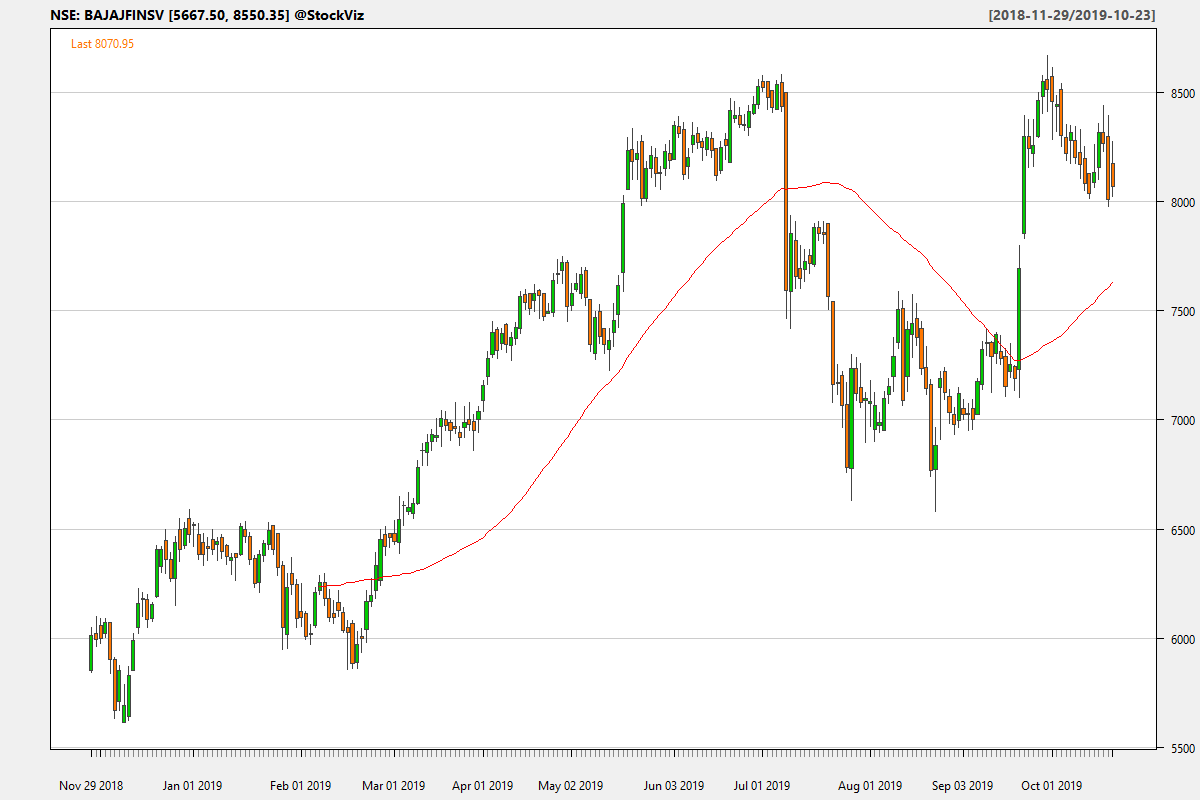 NSE: BAJAJFINSV [5667.50, 8550.35] @StockViz [2018-11-29/2019-10-23]
Last 8070.95
8500
8000
7500
7000
6500
6000
5500
Nov 29 2018 Jan 01 2019 Feb 01 2019 Mar 01 2019 Apr 01 2019 May 02 2019 Jun 03 2019 Jul 01 2019 Aug 01 2019 Sep 03 2019 Oct 01 2019